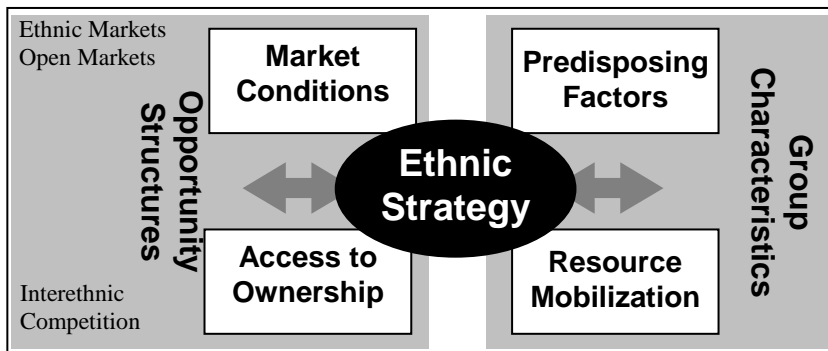 Ethnic Markets
Open Markets
Market
Conditions
Opportunity
Structures
Access to
Ownership
Interethnic
Competition
Ethnic
Strategy
Predisposing
Factors
Group
Characteristics
Resource
Mobilization